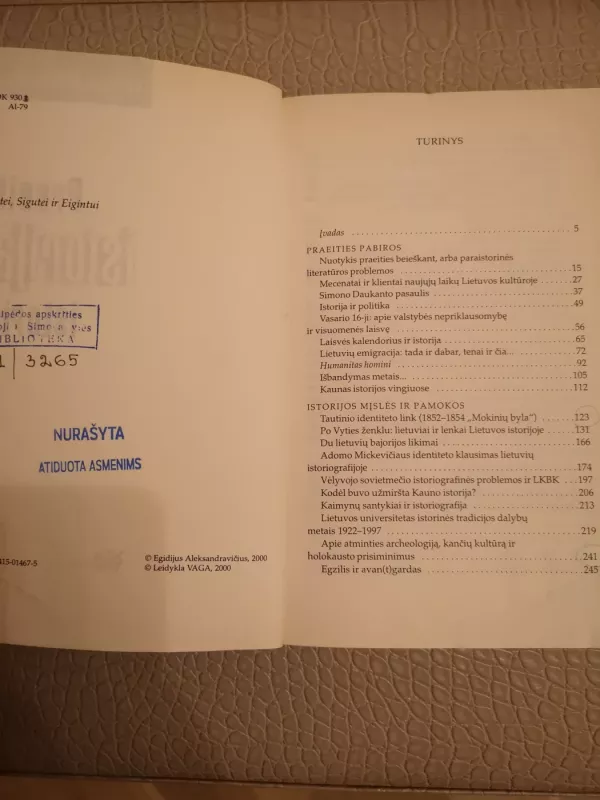 DK 930
Al-79
tei, Sigutei ir Eigintui
apskrities
BIBLIOTEKA
3265
NURAŠYTA
ATIDUOTA ASMENIMS
415-01467-5
© Egidijus Aleksandravičius, 2000
© Leidykla VAGA, 2000
TURINYS
Įvadas 5
PRAEITIES PABIROS
Nuotykis praeities beieškant, arba paraistorinės
literatūros problemos 15
Mecenatai ir klientai naujųjų laikų Lietuvos kultūroje 27
Simono Daukanto pasaulis 37
Istorija ir politika 49
Vasario 16-ji: apie valstybės nepriklausomybę
ir visuomenės laisvę 56
Laisvės kalendorius ir istorija 65
Lietuvių emigracija: tada ir dabar, tenai ir čia... 72
Humanitas homini 92
Išbandymas metais... 105
Kaunas istorijos vingiuose 112
ISTORIJOS MĮSLĖS IR PAMOKOS
Tautinio identiteto link (1852–1854 „Mokinių byla“) 123
Po Vyties ženklu: lietuviai ir lenkai Lietuvos istorijoje 131
Du lietuvių bajorijos likimai 166
Adomo Mickevičiaus identiteto klausimas lietuvių
istoriografijoje 174
Vėlyvojo sovietmečio istoriografinės problemos ir LKBK 197
Kodėl buvo užmiršta Kauno istorija? 206
Kaimynų santykiai ir istoriografija 213
Lietuvos universitetas istorinės tradicijos dalybų
metais 1922–1997 219
Apie atminties archeologiją, kančių kultūrą ir
holokausto prisiminimus 241
Egzilis ir avan(t)gardas 245